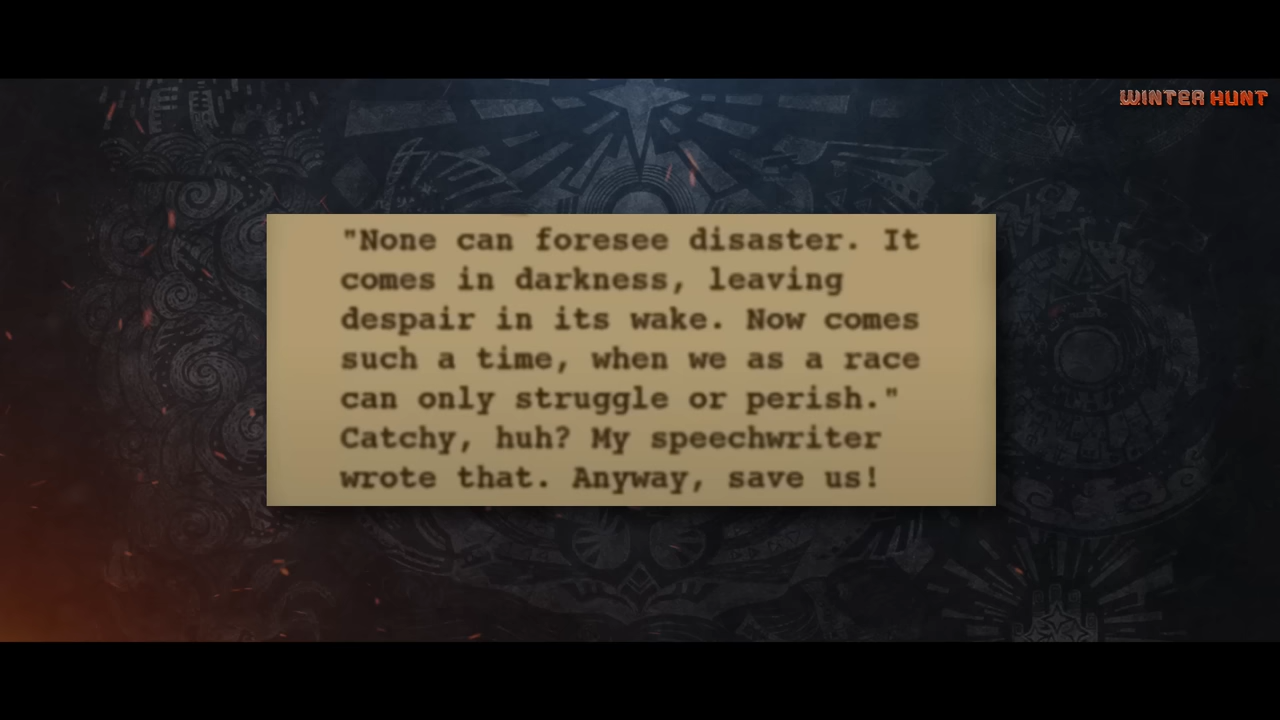 WINTER HUNT
"None can foresee disaster. It
comes in darkness, leaving
despair in its wake. Now comes
such a time, when we as a race
can only struggle or perish."
Catchy, huh? My speechwriter
wrote that. Anyway, save us!